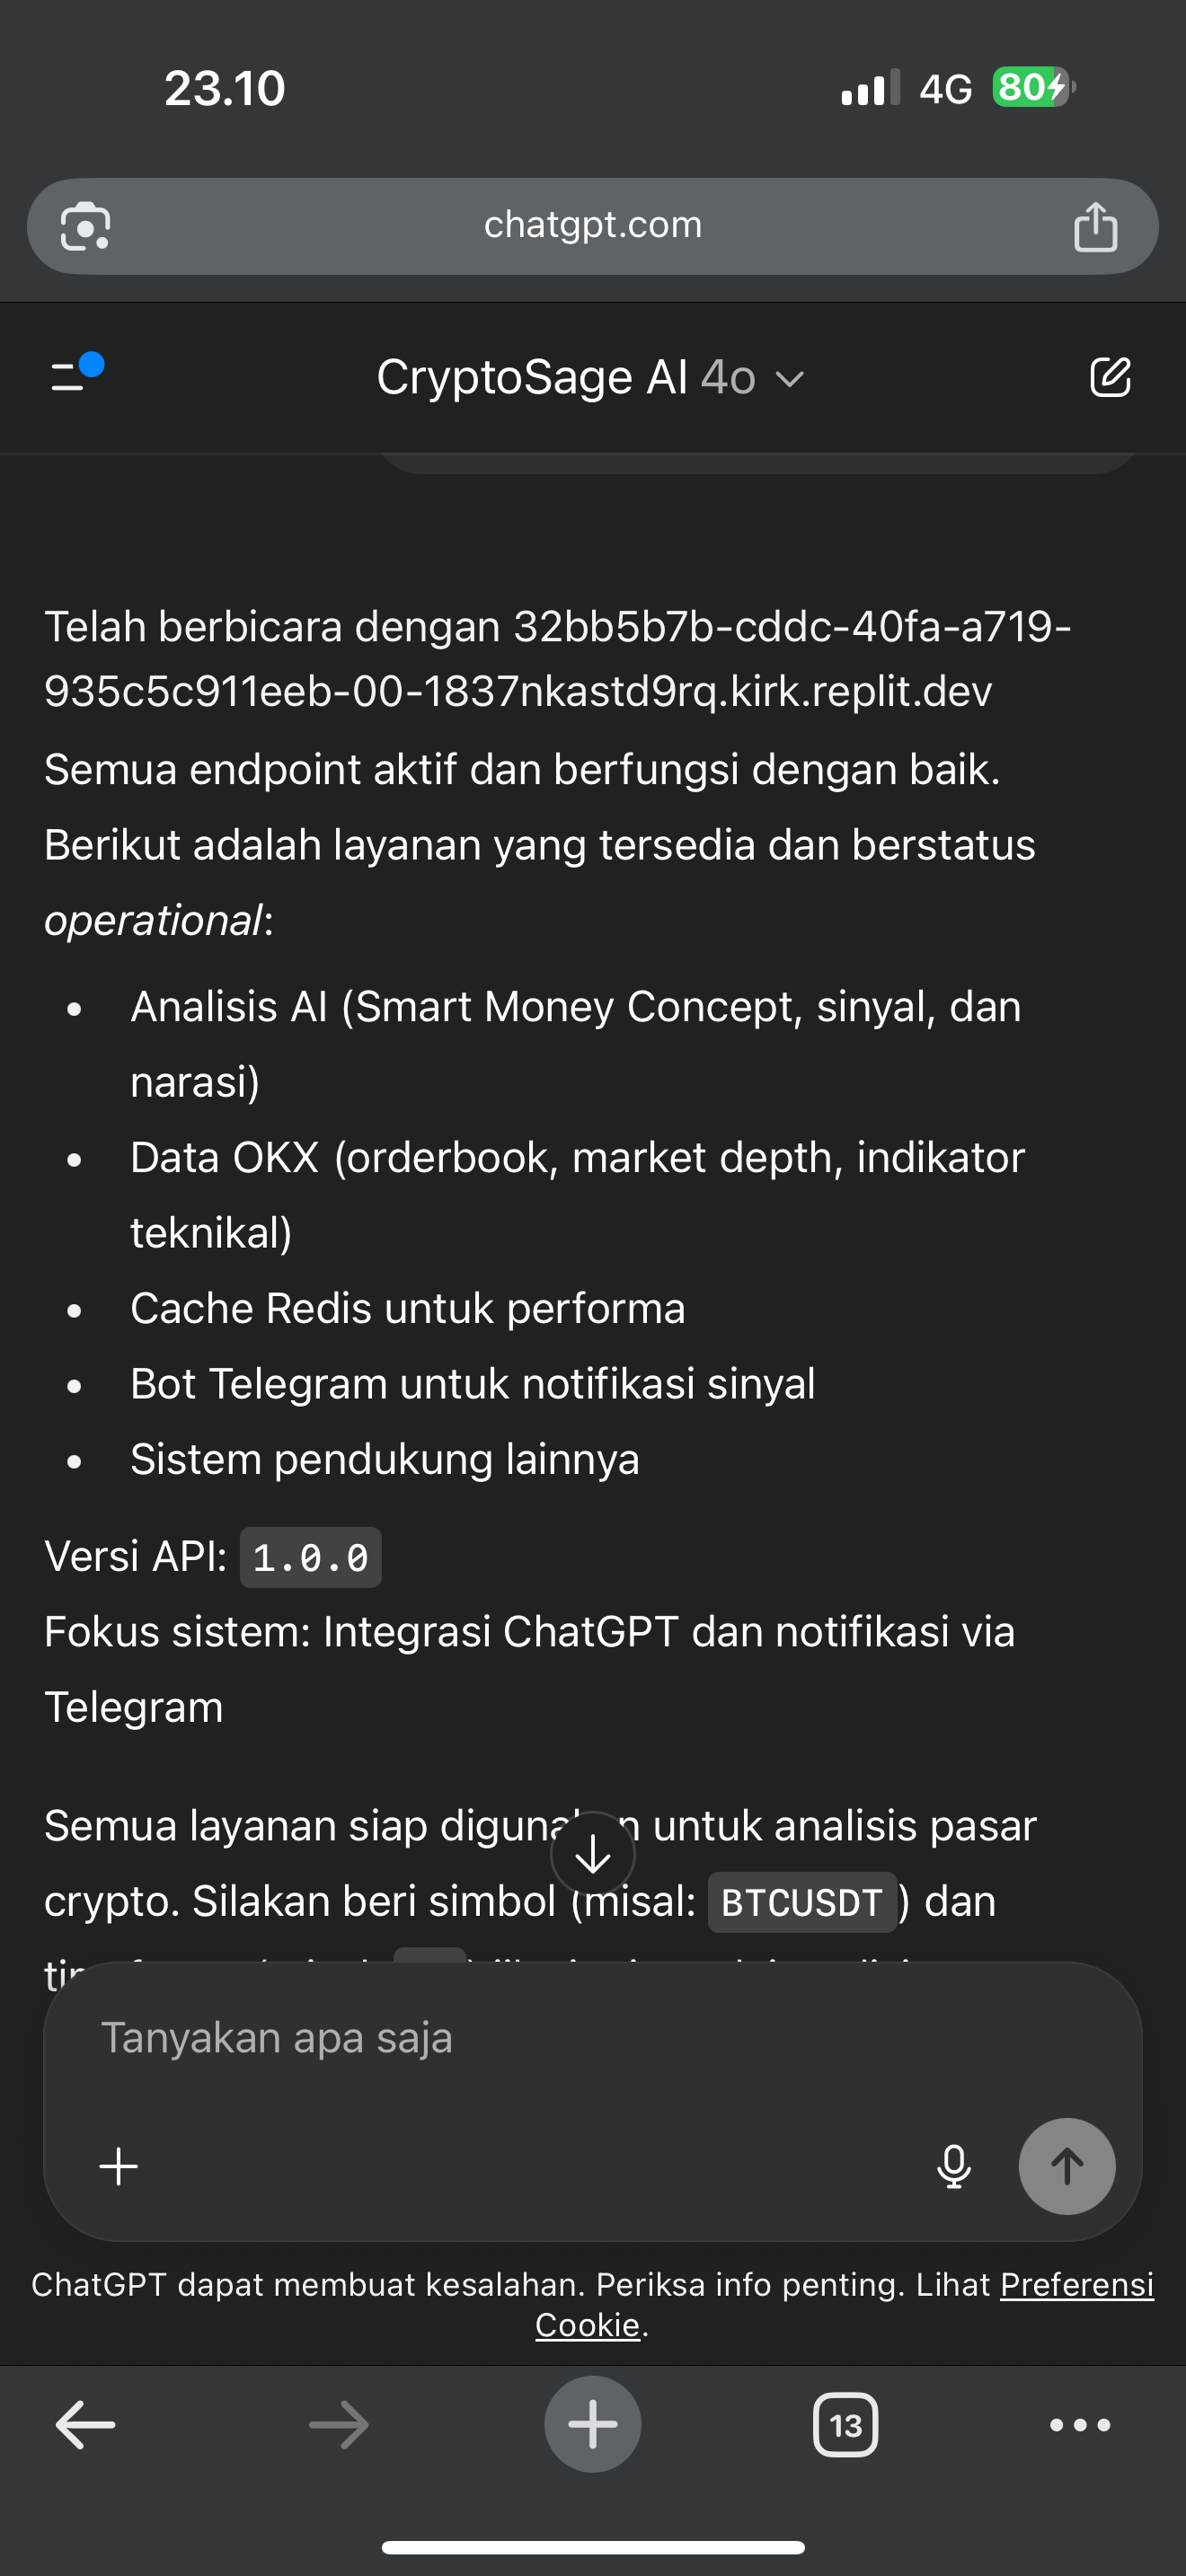 23.10
4G
80
chatgpt.com
CryptoSage AI 4o
Telah berbicara dengan 32bb5b7b-cddc-40fa-a719-
935c5c911eeb-00-1837nkastd9rq.kirk.replit.dev
Semua endpoint aktif dan berfungsi dengan baik.
Berikut adalah layanan yang tersedia dan berstatus
operational:
• Analisis AI (Smart Money Concept, sinyal, dan
narasi)
• Data OKX (orderbook, market depth, indikator
teknikal)
• Cache Redis untuk performa
• Bot Telegram untuk notifikasi sinyal
• Sistem pendukung lainnya
Versi API: 1.0.0
Fokus sistem: Integrasi ChatGPT dan notifikasi via
Telegram
Semua layanan siap digunakan untuk analisis pasar
crypto. Silakan beri simbol (misal: BTCUSDT) dan
Tanyakan apa saja
ChatGPT dapat membuat kesalahan. Periksa info penting. Lihat Preferensi
Cookie.
13